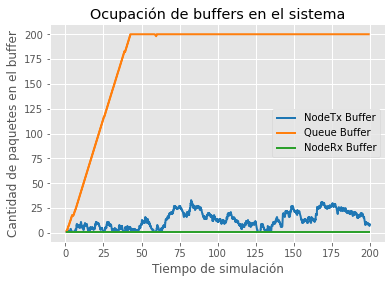 Ocupación de buffers en el sistema
Cantidad de paquetes en el buffer
200
175
150
125
100
75
50
25
0
NodeTx Buffer
Queue Buffer
NodeRx Buffer
0 25 50 75 100 125 150 175 200
Tiempo de simulación